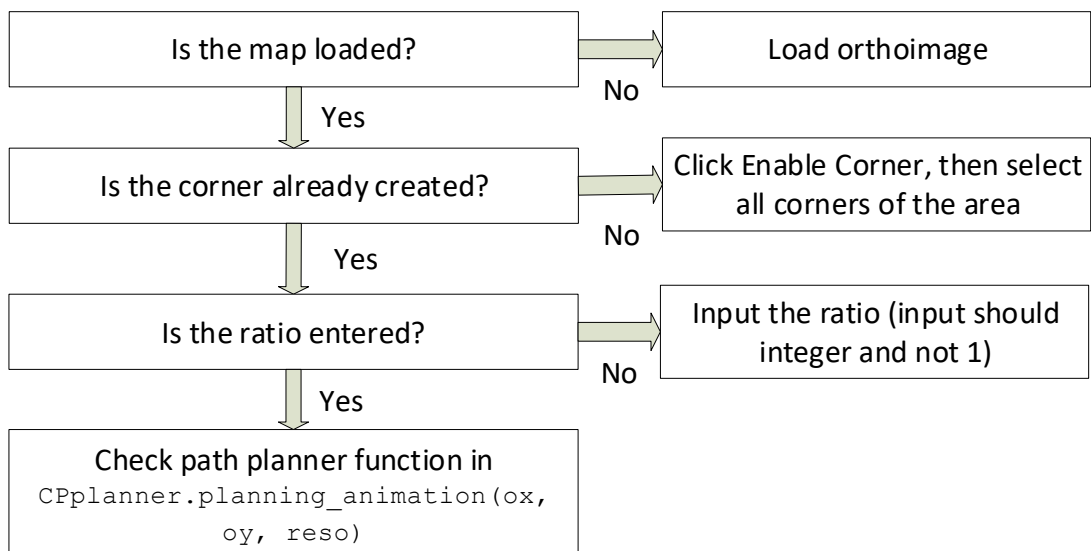 Is the map loaded?
No
Load orthoimage
Yes
Is the corner already created?
No
Click Enable Corner, then select
all corners of the area
Yes
Is the ratio entered?
No
Input the ratio (input should
integer and not 1)
Yes
Check path planner function in
CPplanner.planning_animation(ox,
oy, reso)